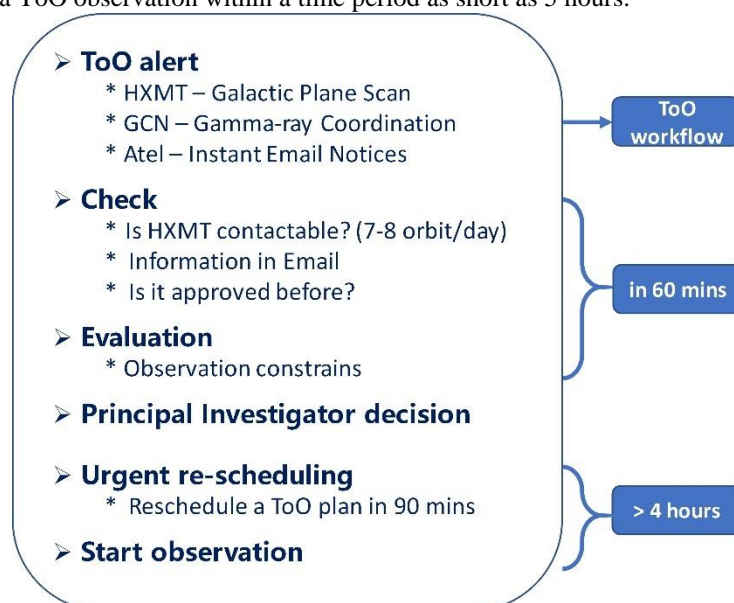 a ToO observation within a time period as short as 5 hours.
➢ ToO alert
* HXMT – Galactic Plane Scan
* GCN – Gamma-ray Coordination
* Atel – Instant Email Notices
ToO
workflow
➢ Check
* Is HXMT contactable? (7-8 orbit/day)
* Information in Email
* Is it approved before?
in 60 mins
➢ Evaluation
* Observation constrains
➢ Principal Investigator decision
➢ Urgent re-scheduling
* Reschedule a ToO plan in 90 mins
> 4 hours
➢ Start observation